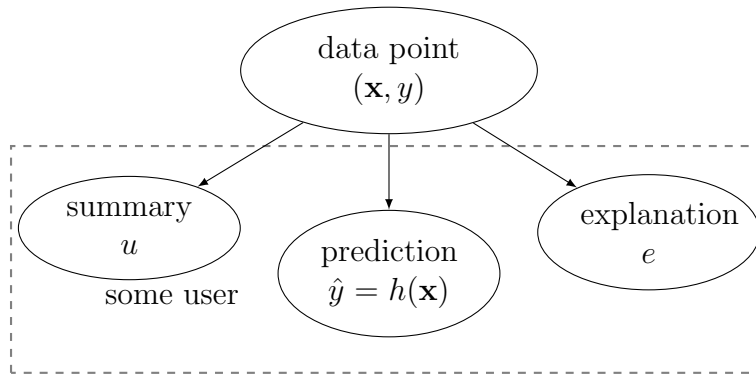 data point
(𝐱, y)
summary
u
explanation
e
prediction
ŷ = h(𝐱)
some user